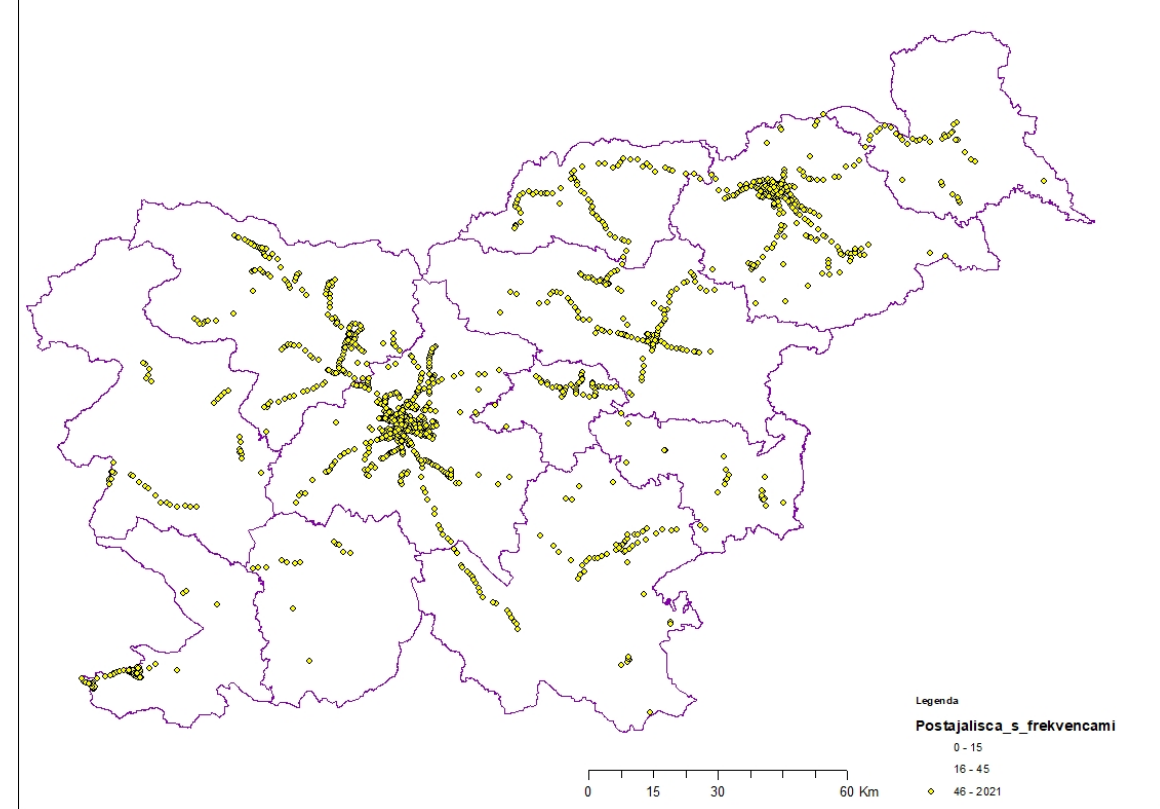 Legenda
Postajalisca_s_frekvencami
0 - 15
16 - 45
46 - 2021
0 15 30 60 Km